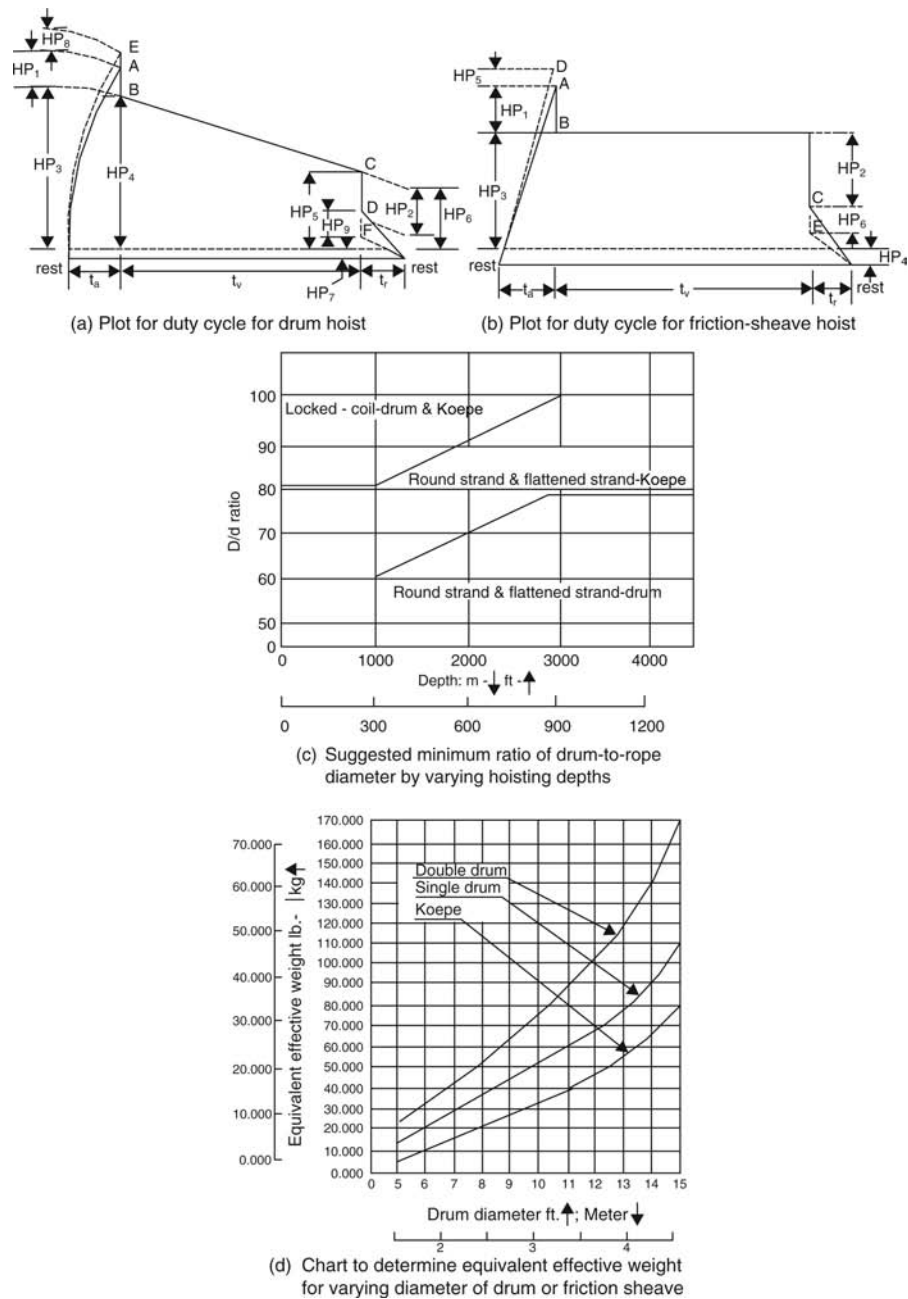 E
HP8
A
HP1
B
HP3
HP4
C
HP5
D
HP2
HP6
HP9
F
rest
ta
tv
tr
rest
HP7
(a) Plot for duty cycle for drum hoist
D
HP5
A
HP1
B
HP3
HP2
C
HP6
E
HP4
rest
ta
tv
tr
rest
(b) Plot for duty cycle for friction-sheave hoist
100
Locked - coil-drum & Koepe
90
Round strand & flattened strand-Koepe
80
D/d ratio
70
60
Round strand & flattened strand-drum
50
0
0 1000 2000 3000 4000
Depth: m - ft -
0 300 600 900 1200
(c) Suggested minimum ratio of drum-to-rope
diameter by varying hoisting depths
170.000
70.000
160.000
150.000
Double drum
60.000
140.000
Single drum
130.000
Koepe
50.000
120.000
110.000
100.000
40.000
90.000
80.000
30.000
70.000
60.000
20.000
50.000
40.000
10.000
30.000
20.000
0.000
10.000
0.000
Equivalent effective weight lb.- kg
0 5 6 7 8 9 10 11 12 13 14 15
Drum diameter ft. ; Meter
2 3 4
(d) Chart to determine equivalent effective weight
for varying diameter of drum or friction sheave